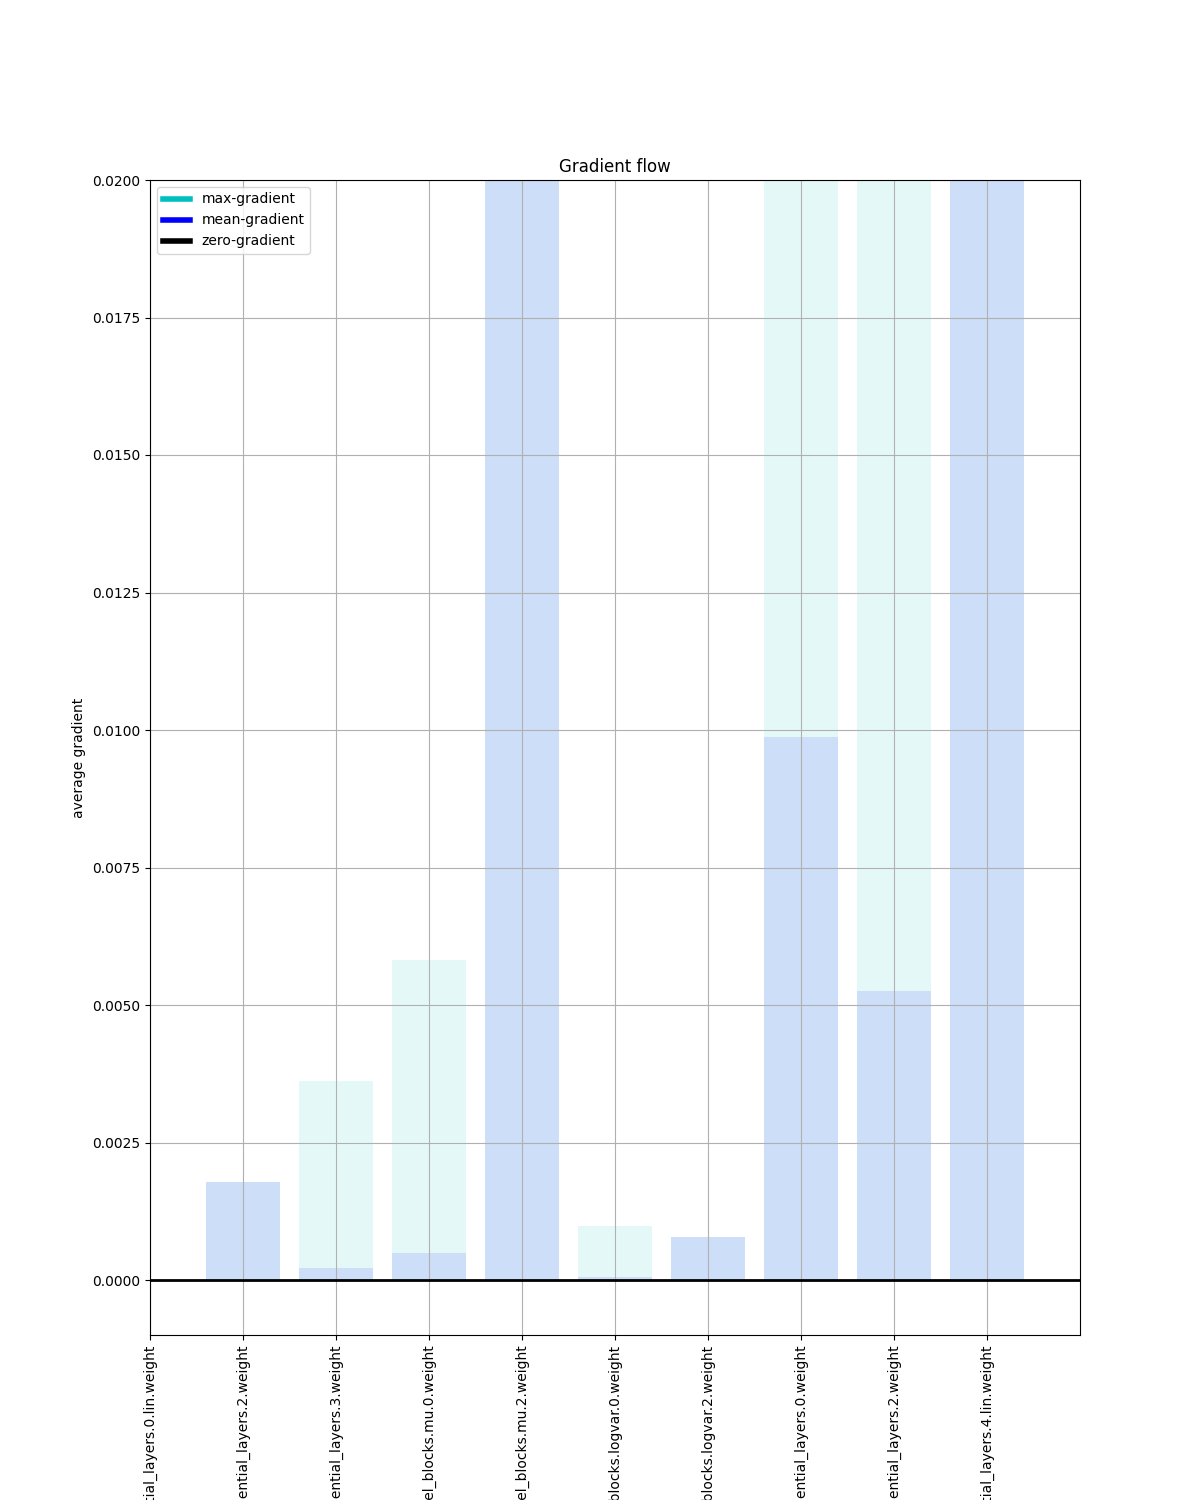 Gradient flow
max-gradient
mean-gradient
zero-gradient
0.0200
0.0175
0.0150
0.0125
0.0100
0.0075
0.0050
0.0025
0.0000
average gradient
tial_layers.0.lin.weight
ential_layers.2.weight
ential_layers.3.weight
el_blocks.mu.0.weight
el_blocks.mu.2.weight
blocks.logvar.0.weight
blocks.logvar.2.weight
ential_layers.0.weight
ential_layers.2.weight
tial_layers.4.lin.weight